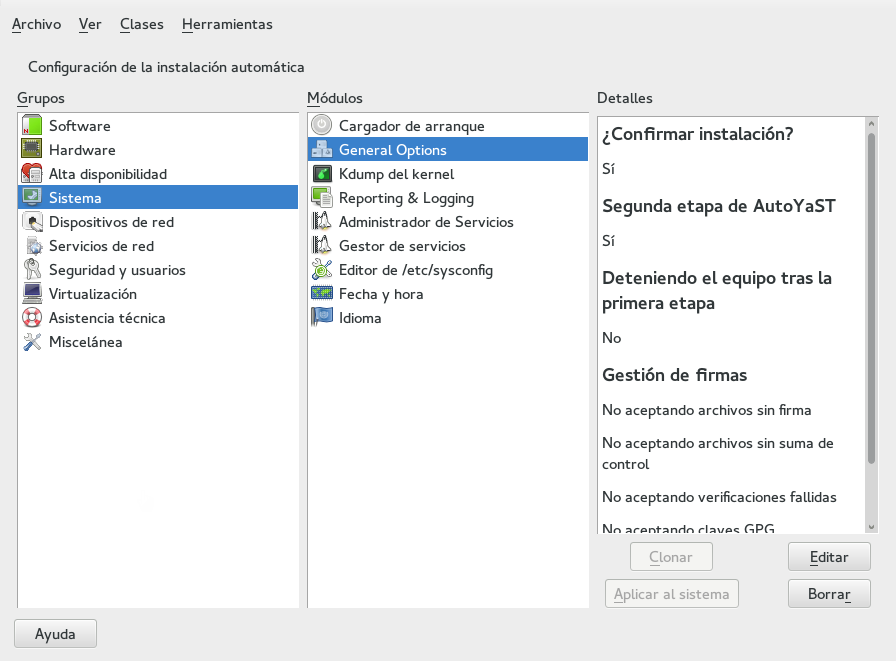 Archivo Ver Clases Herramientas
Configuración de la instalación automática
Grupos
Software
Hardware
Alta disponibilidad
Sistema
Dispositivos de red
Servicios de red
Seguridad y usuarios
Virtualización
Asistencia técnica
Miscelánea
Módulos
Cargador de arranque
General Options
Kdump del kernel
Reporting & Logging
Administrador de Servicios
Gestor de servicios
Editor de /etc/sysconfig
Fecha y hora
Idioma
Detalles
¿Confirmar instalación?
Sí
Segunda etapa de AutoYaST
Sí
Deteniendo el equipo tras la
primera etapa
No
Gestión de firmas
No aceptando archivos sin firma
No aceptando archivos sin suma de
control
No aceptando verificaciones fallidas
No aceptando claves GPG
Clonar
Editar
Aplicar al sistema
Borrar
Ayuda